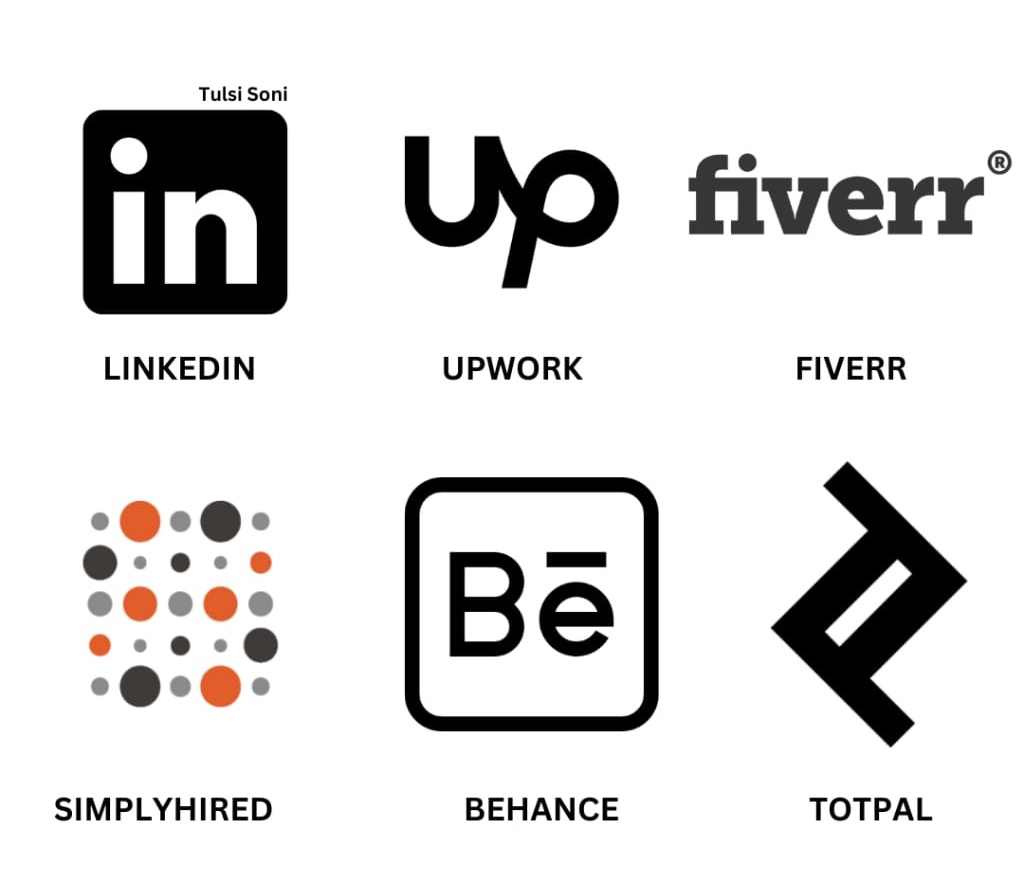 Tulsi Soni
in
up
fiverr®
LINKEDIN
UPWORK
FIVERR
Bē
SIMPLYHIRED
BEHANCE
TOTPAL